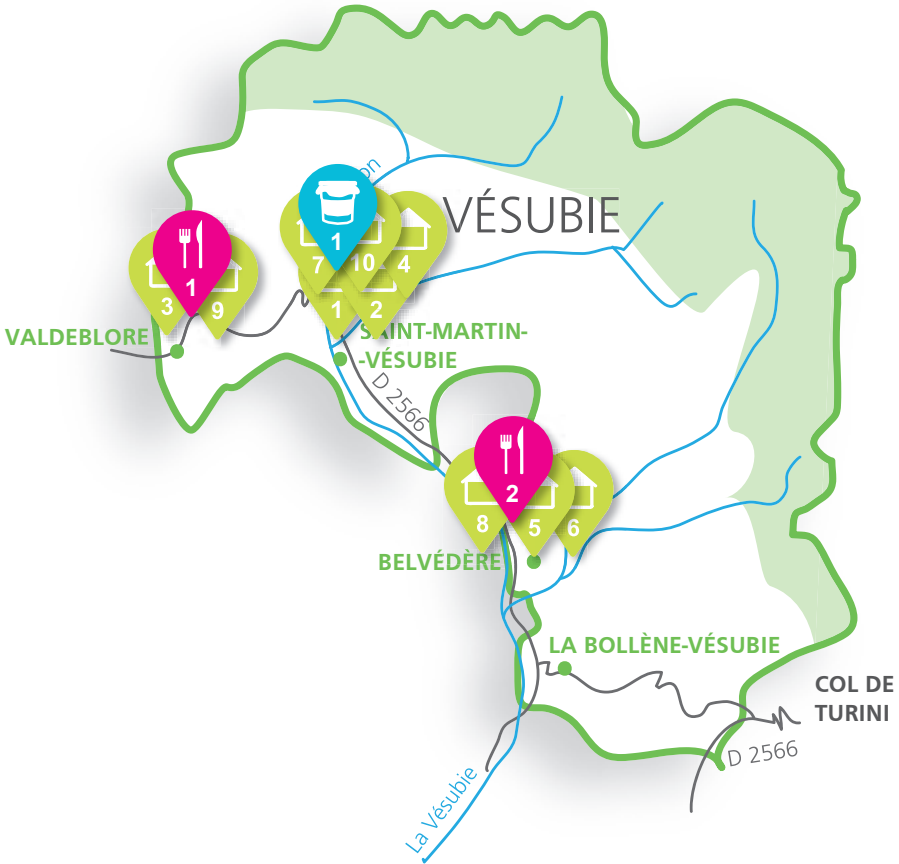 VÉSUBIE
1
7
10
4
1
2
1
3
9
VALDEBLORE
SAINT-MARTIN-
-VÉSUBIE
D 2566
2
8
5
6
BELVÉDÈRE
LA BOLLÈNE-VÉSUBIE
COL DE
TURINI
D 2566
La Vésubie